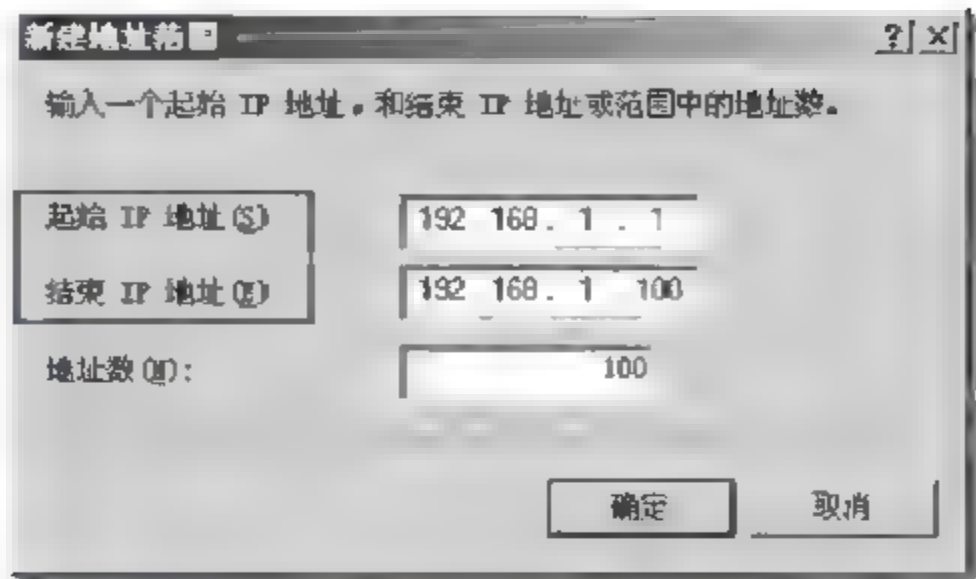 新建地址范围
输入一个起始 IP 地址，和结束 IP 地址或范围中的地址数。
起始 IP 地址(S) 192 168. 1 . 1
结束 IP 地址(E) 192 168. 1 100
地址数(N): 100
确定 取消